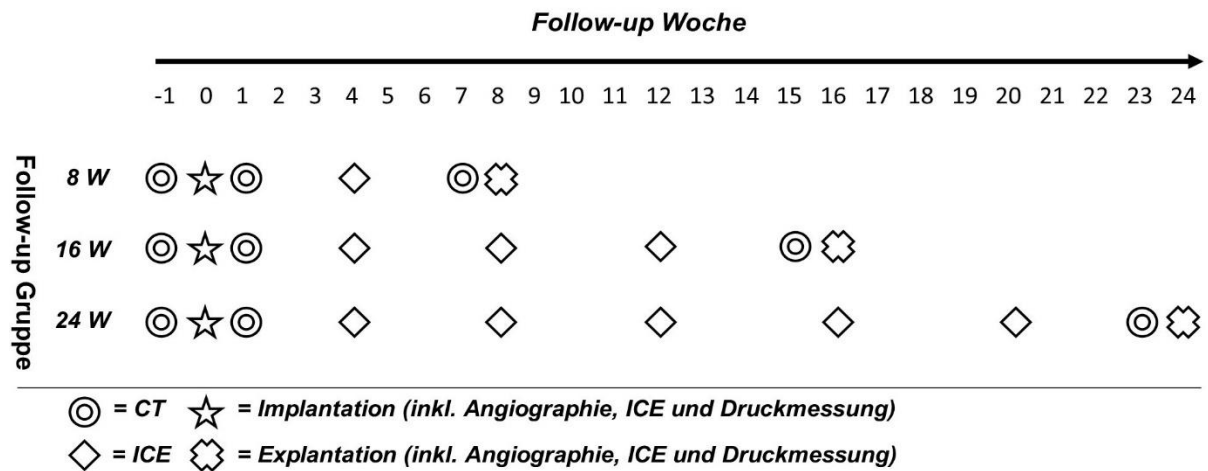 Follow-up Woche
-1 0 1 2 3 4 5 6 7 8 9 10 11 12 13 14 15 16 17 18 19 20 21 22 23 24
Follow-up Gruppe
8 W
16 W
24 W
= CT = Implantation (inkl. Angiographie, ICE und Druckmessung)
= ICE = Explantation (inkl. Angiographie, ICE und Druckmessung)